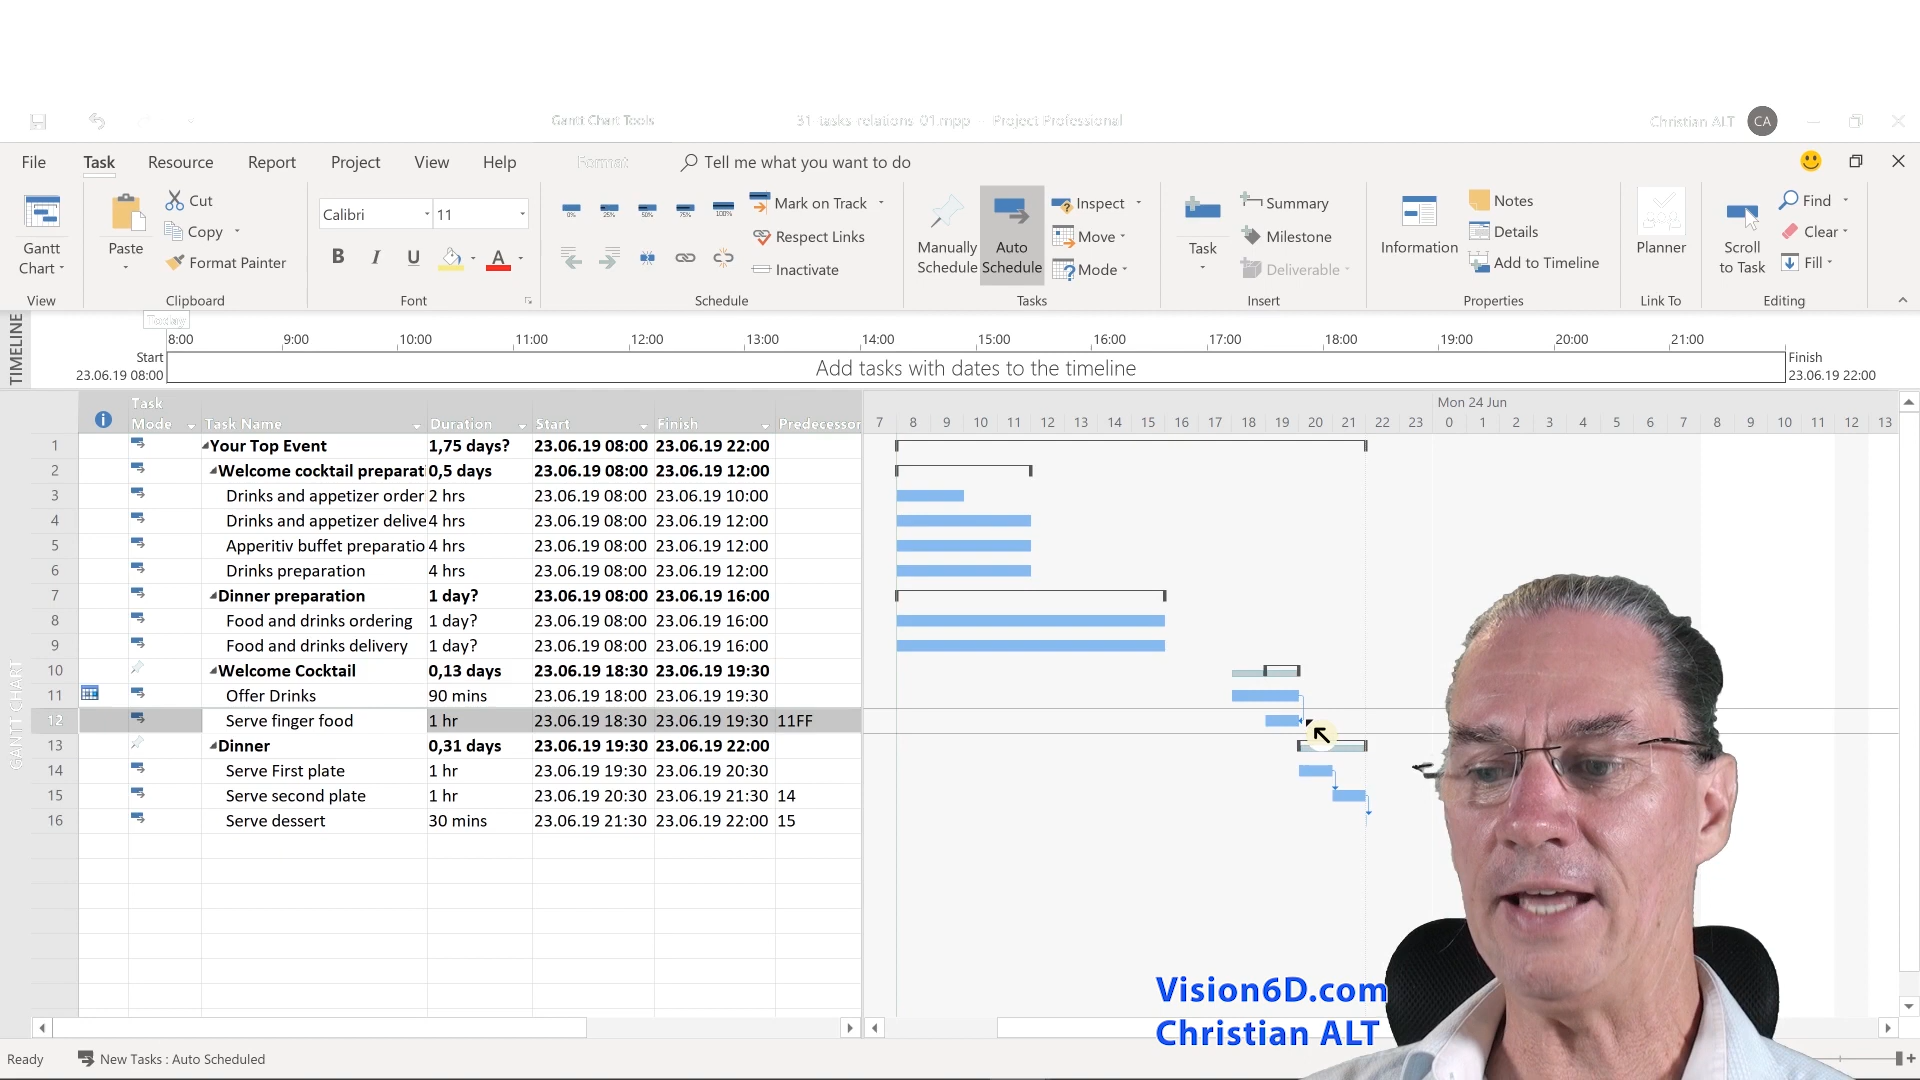 Gantt Chart Tools 31-tasks-relations_01.mpp - Project Professional Christian ALT CA
File Task Resource Report Project View Help Format Tell me what you want to do
Gantt Chart
View
Paste
Cut
Copy
Format Painter
Clipboard
Calibri 11
B I U A
Font
0% 25% 50% 75% 100%
Mark on Track
Respect Links
Inactivate
Schedule
Manually Schedule
Auto Schedule
Inspect
Move
Mode
Tasks
Task
Summary
Milestone
Deliverable
Insert
Information
Notes
Details
Add to Timeline
Properties
Planner
Link To
Scroll to Task
Find
Clear
Fill
Editing
TIMELINE
Today
8:00 9:00 10:00 11:00 12:00 13:00 14:00 15:00 16:00 17:00 18:00 19:00 20:00 21:00
Start
23.06.19 08:00
Add tasks with dates to the timeline
Finish
23.06.19 22:00
GANTT CHART
Task Mode Task Name Duration Start Finish Predecessor
Mon 24 Jun
7 8 9 10 11 12 13 14 15 16 17 18 19 20 21 22 23 0 1 2 3 4 5 6 7 8 9 10 11 12 13
1 Your Top Event 1,75 days? 23.06.19 08:00 23.06.19 22:00
2 Welcome cocktail preparat 0,5 days 23.06.19 08:00 23.06.19 12:00
3 Drinks and appetizer order 2 hrs 23.06.19 08:00 23.06.19 10:00
4 Drinks and appetizer delive 4 hrs 23.06.19 08:00 23.06.19 12:00
5 Apperitiv buffet preparatio 4 hrs 23.06.19 08:00 23.06.19 12:00
6 Drinks preparation 4 hrs 23.06.19 08:00 23.06.19 12:00
7 Dinner preparation 1 day? 23.06.19 08:00 23.06.19 16:00
8 Food and drinks ordering 1 day? 23.06.19 08:00 23.06.19 16:00
9 Food and drinks delivery 1 day? 23.06.19 08:00 23.06.19 16:00
10 Welcome Cocktail 0,13 days 23.06.19 18:30 23.06.19 19:30
11 Offer Drinks 90 mins 23.06.19 18:00 23.06.19 19:30
12 Serve finger food 1 hr 23.06.19 18:30 23.06.19 19:30 11FF
13 Dinner 0,31 days 23.06.19 19:30 23.06.19 22:00
14 Serve First plate 1 hr 23.06.19 19:30 23.06.19 20:30
15 Serve second plate 1 hr 23.06.19 20:30 23.06.19 21:30 14
16 Serve dessert 30 mins 23.06.19 21:30 23.06.19 22:00 15
Vision6D.com
Christian ALT
Ready New Tasks : Auto Scheduled